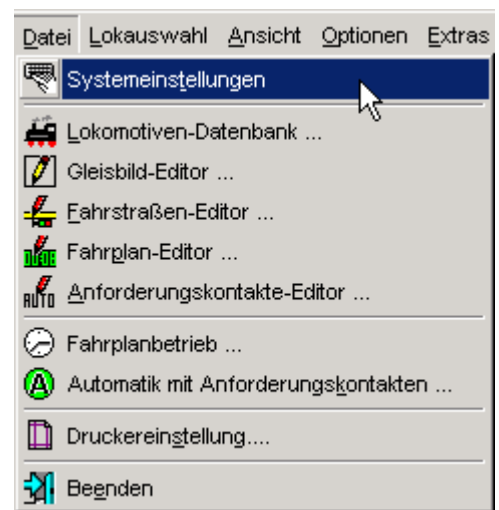 Datei Lokauswahl Ansicht Optionen Extras
Systemeinstellungen
Lokomotiven-Datenbank ...
Gleisbild-Editor ...
Fahrstraßen-Editor ...
Fahrplan-Editor ...
AUTO Anforderungskontakte-Editor ...
Fahrplanbetrieb ...
A Automatik mit Anforderungskontakten ...
Druckereinstellung....
Beenden